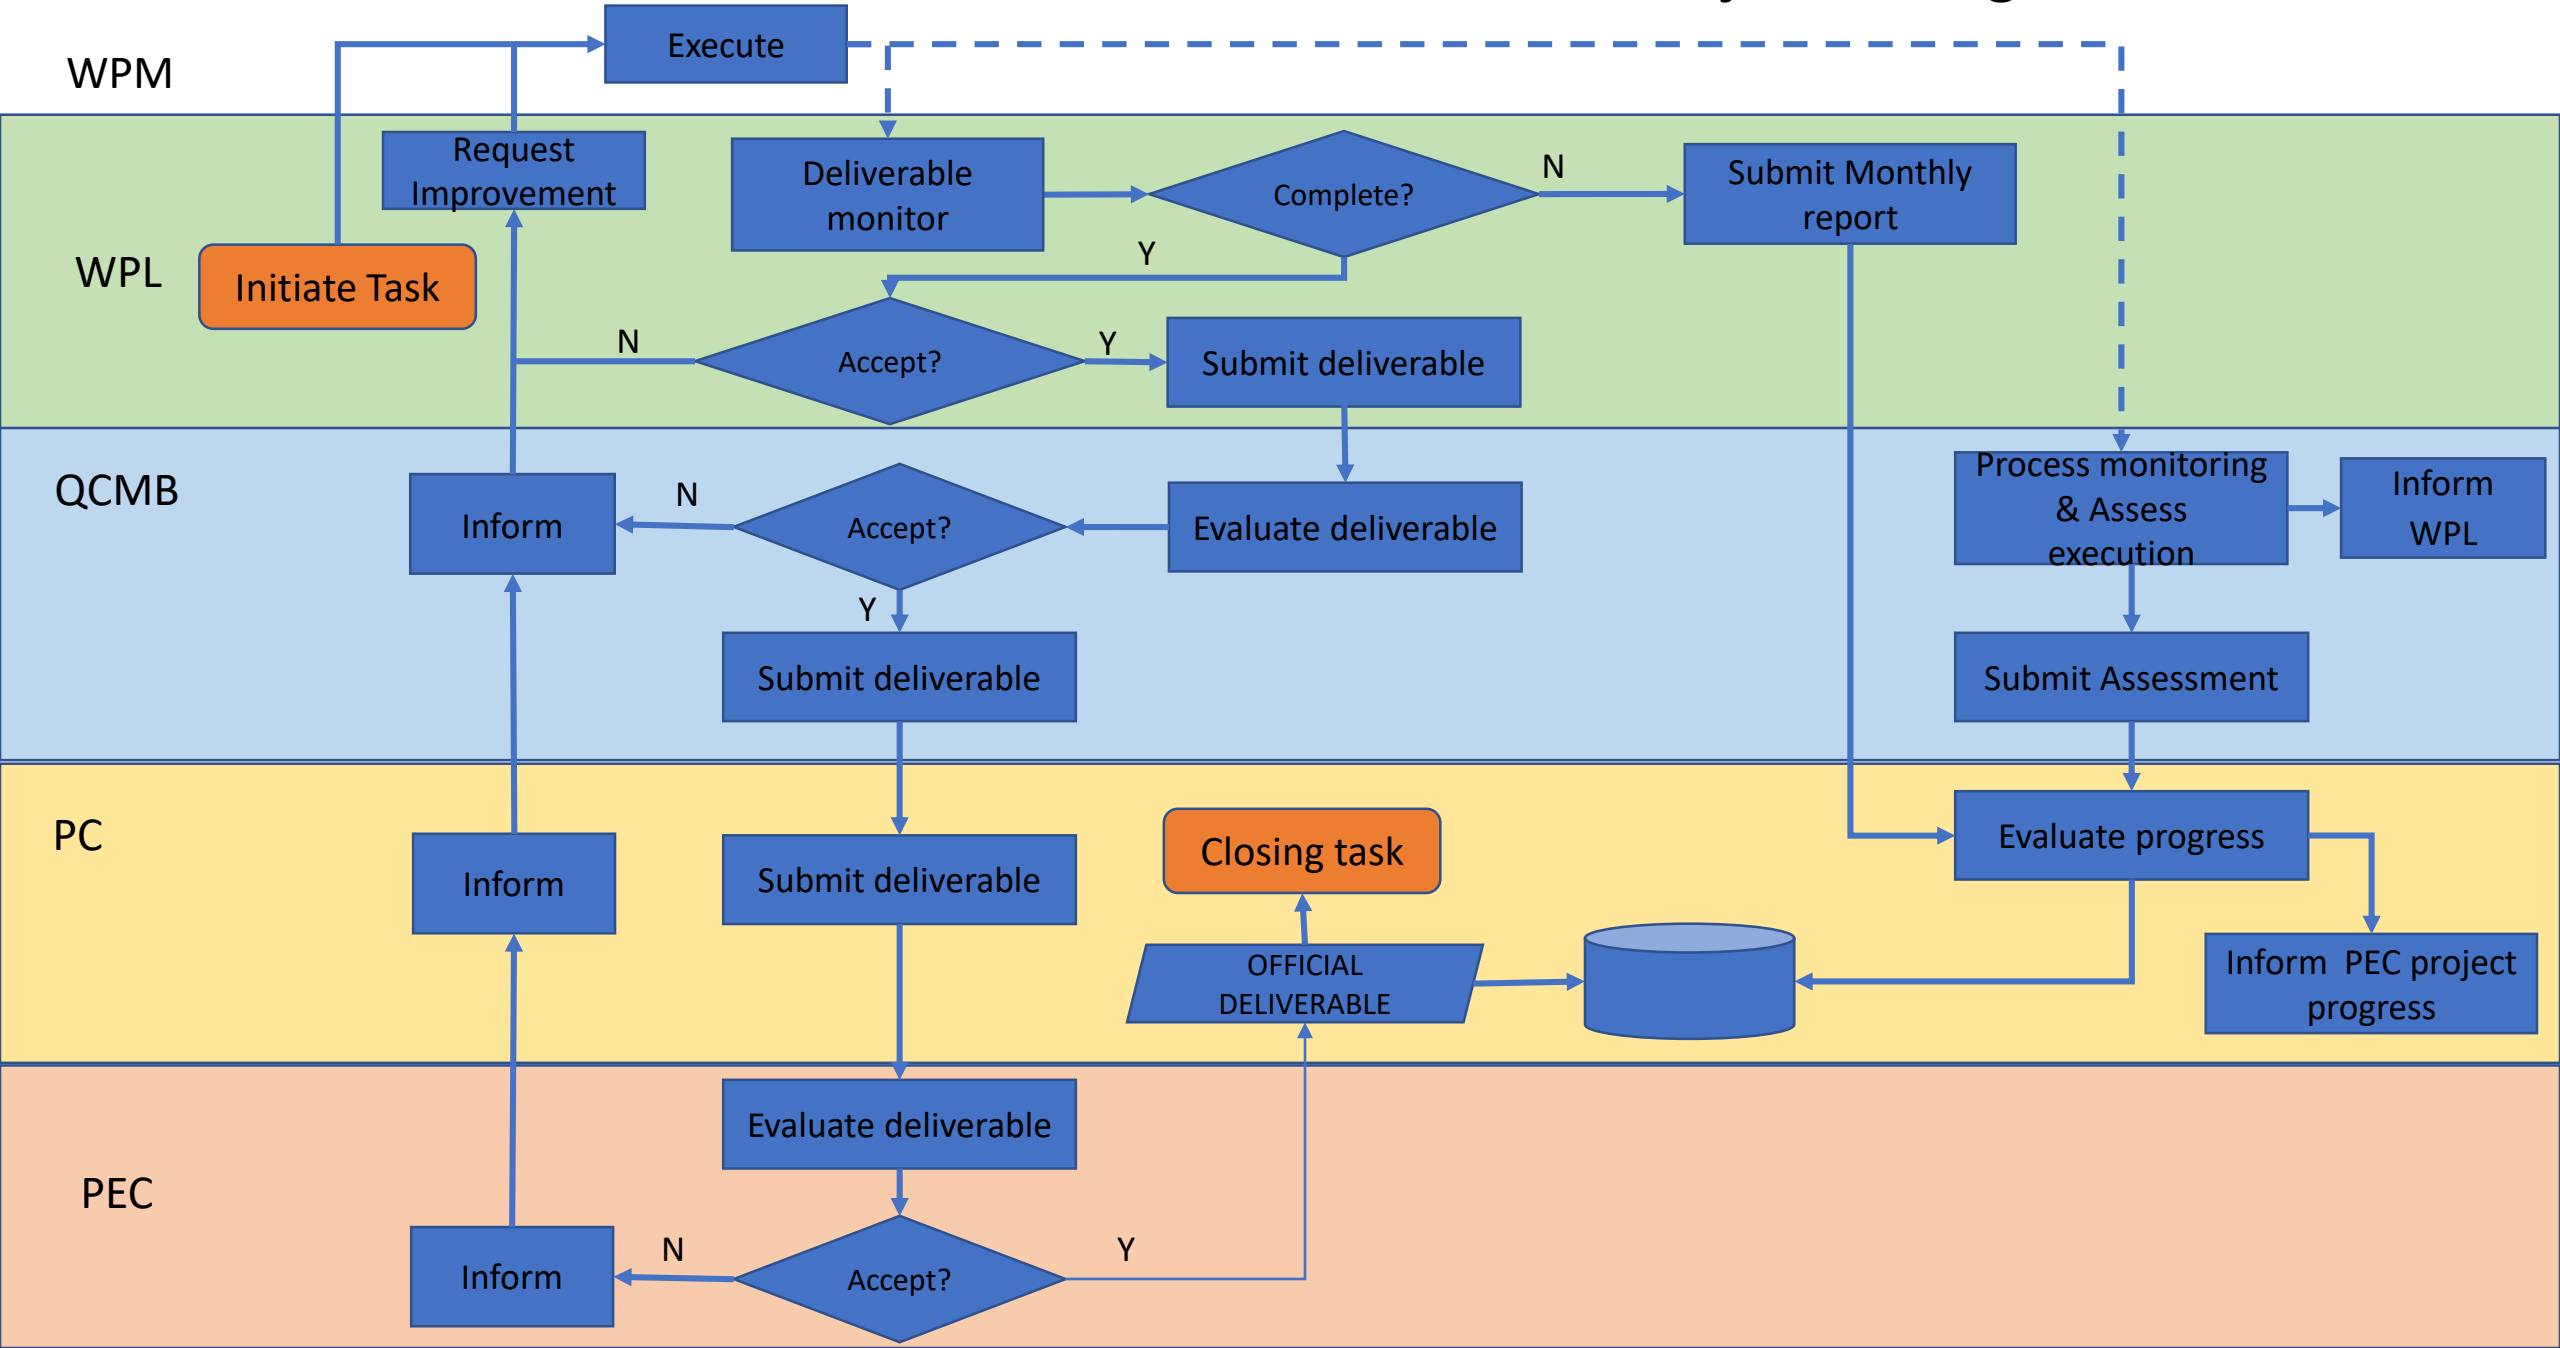 Execute
WPM
Request
Improvement
Deliverable
monitor
Complete?
N
Submit Monthly
report
Y
WPL
Initiate Task
N
Accept?
Y
Submit deliverable
QCMB
Inform
N
Accept?
Evaluate deliverable
Process monitoring
& Assess
execution
Inform
WPL
Y
Submit deliverable
Submit Assessment
PC
Inform
Submit deliverable
Closing task
Evaluate progress
OFFICIAL
DELIVERABLE
Inform PEC project
progress
PEC
Evaluate deliverable
Inform
N
Accept?
Y